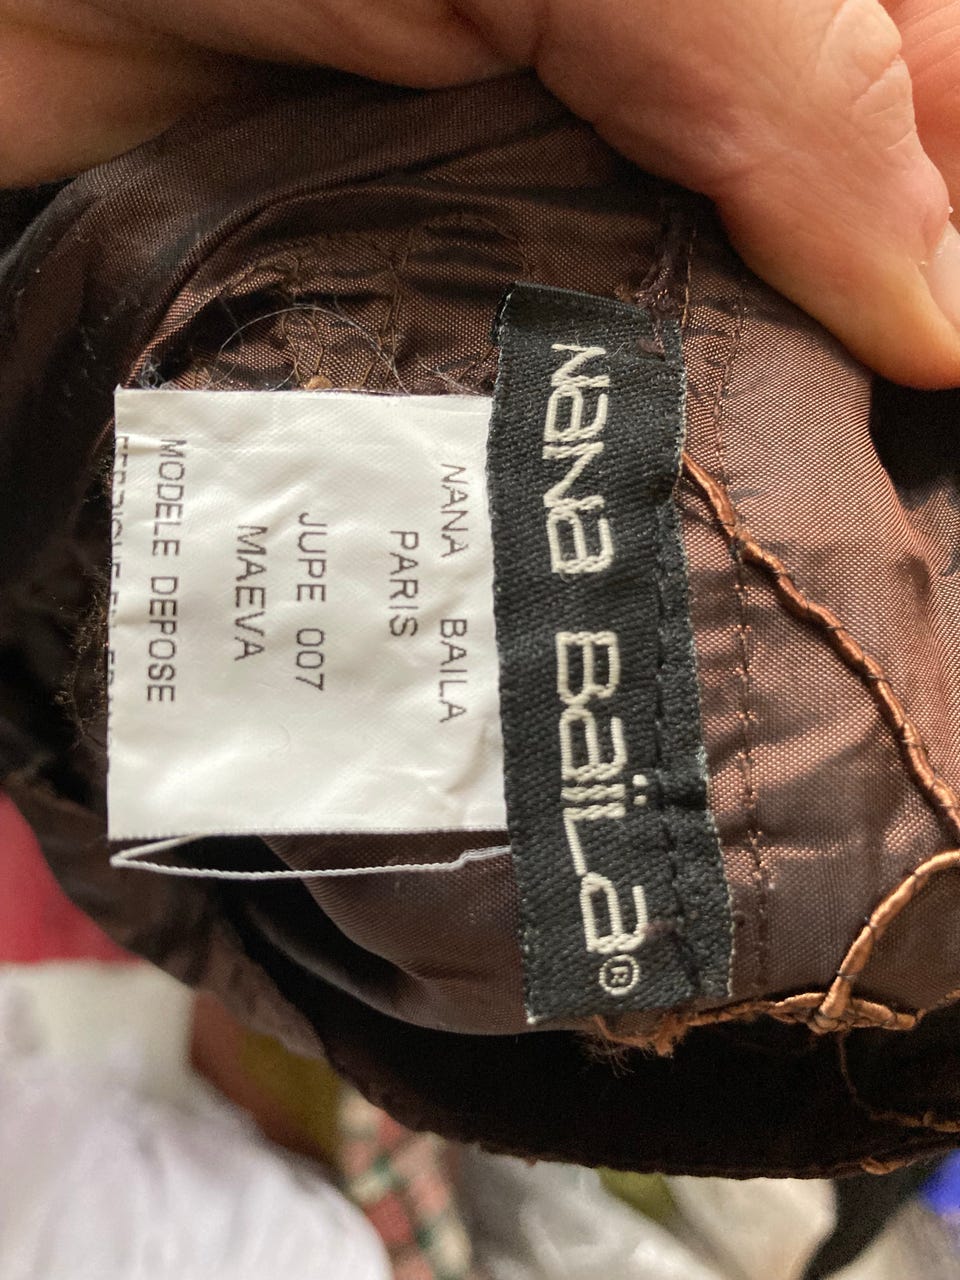 NaNa BaïLa®
NANA BAILA
PARIS
JUPE 007
MAEVA
MODELE DEPOSE